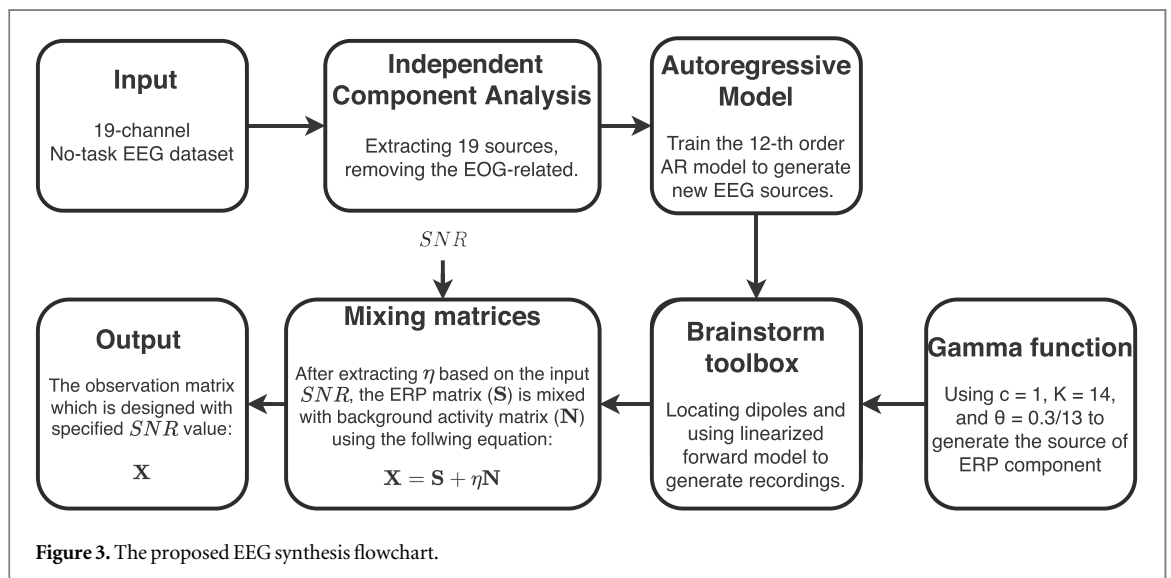 Input
19-channel
No-task EEG dataset
Independent
Component Analysis
Extracting 19 sources,
removing the EOG-related.
Autoregressive
Model
Train the 12-th order
AR model to generate
new EEG sources.
SNR
Output
The observation matrix
which is designed with
specified SNR value:
X
Mixing matrices
After extracting η based on the input
SNR, the ERP matrix (S) is mixed
with background activity matrix (N)
using the follwing equation:
X = S + ηN
Brainstorm
toolbox
Locating dipoles and
using linearized
forward model to
generate recordings.
Gamma function
Using c = 1, K = 14,
and θ = 0.3/13 to
generate the source of
ERP component
Figure 3. The proposed EEG synthesis flowchart.